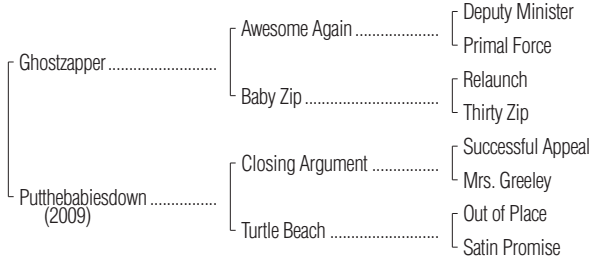 Deputy Minister
Awesome Again ....................
Primal Force
Ghostzapper ..........................
Relaunch
Baby Zip ................................
Thirty Zip
Successful Appeal
Closing Argument .................
Mrs. Greeley
Putthebabiesdown ................
(2009)
Out of Place
Turtle Beach ..........................
Satin Promise